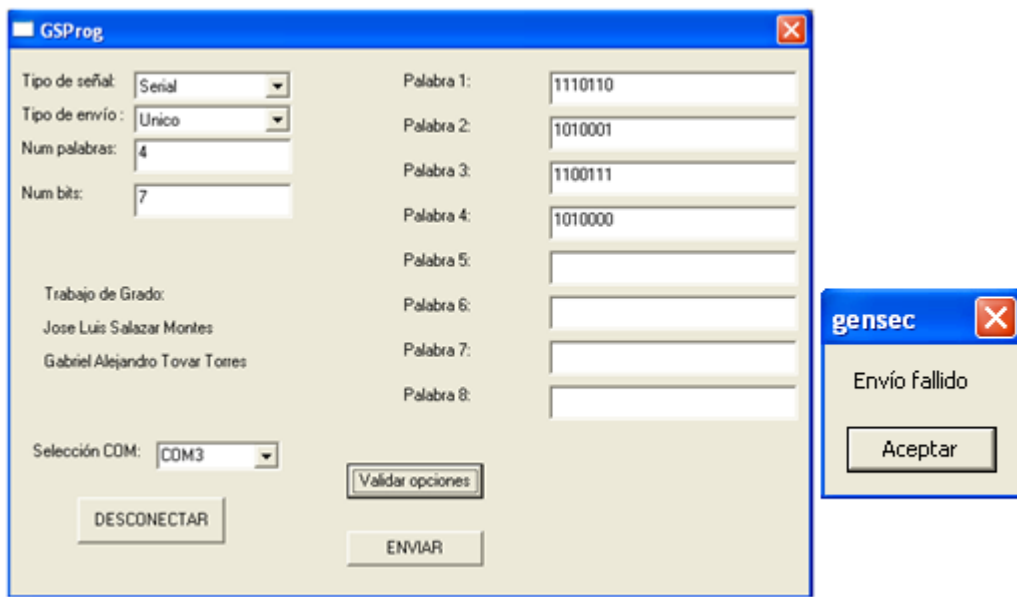 GSProg
Tipo de señal: Serial
Tipo de envío : Unico
Num palabras: 4
Num bits: 7
Trabajo de Grado:
Jose Luis Salazar Montes
Gabriel Alejandro Tovar Torres
Selección COM: COM3
DESCONECTAR
Palabra 1: 1110110
Palabra 2: 1010001
Palabra 3: 1100111
Palabra 4: 1010000
Palabra 5:
Palabra 6:
Palabra 7:
Palabra 8:
Validar opciones
ENVIAR
gensec
Envío fallido
Aceptar